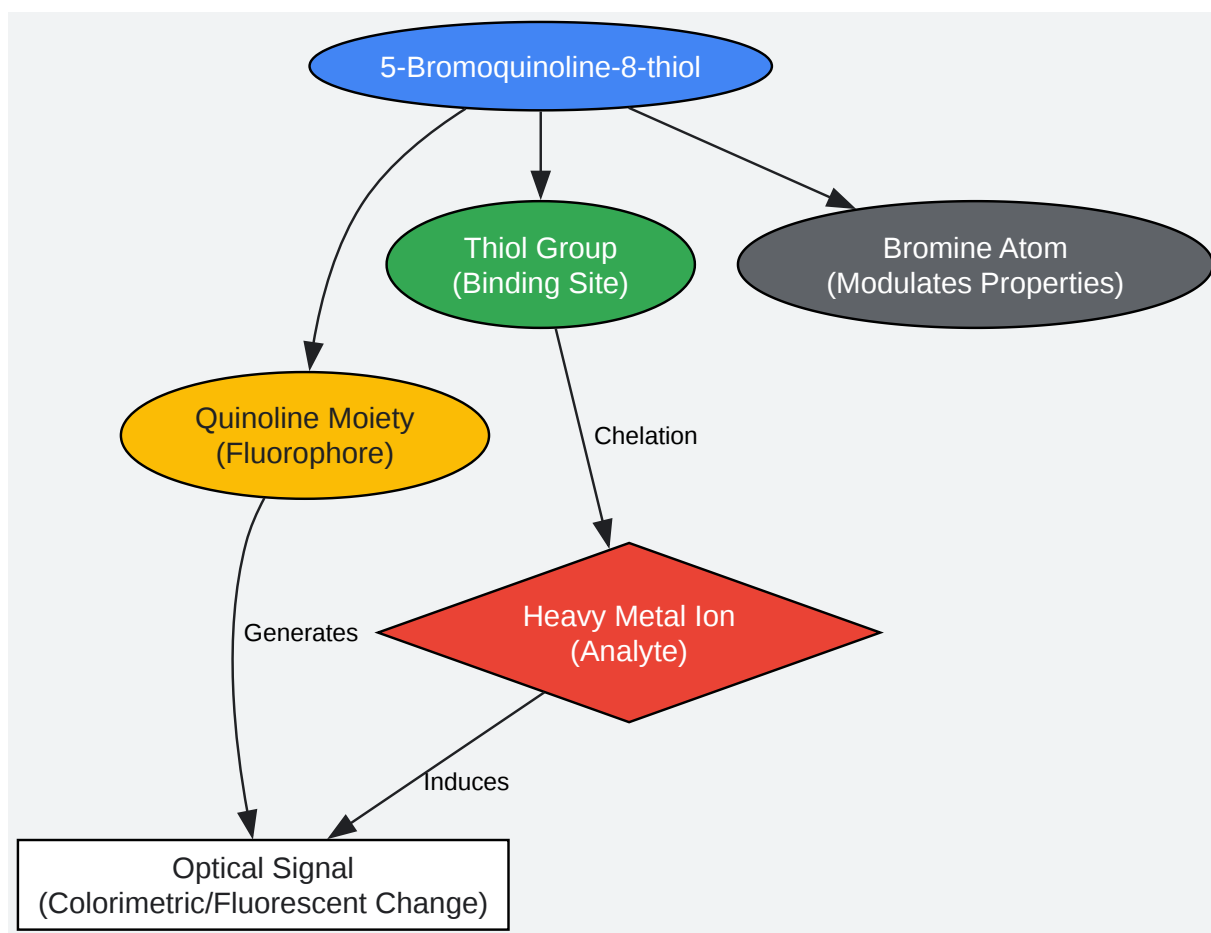 5-Bromoquinoline-8-thiol
Thiol Group
(Binding Site)
Bromine Atom
(Modulates Properties)
Quinoline Moiety
(Fluorophore)
Chelation
Heavy Metal Ion
(Analyte)
Generates
Induces
Optical Signal
(Colorimetric/Fluorescent Change)